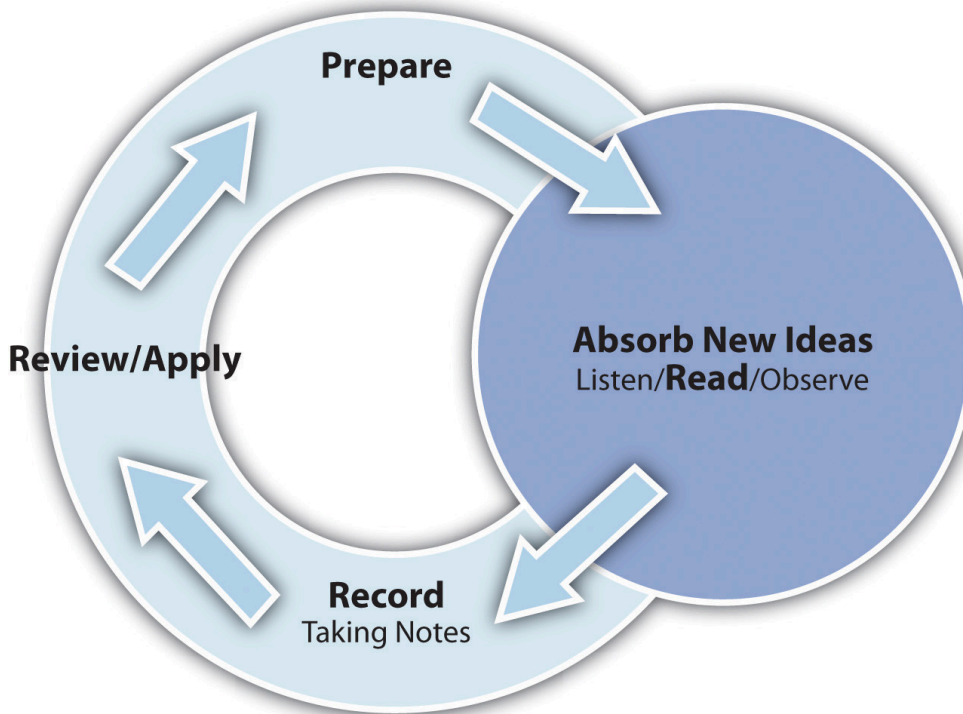 Prepare
Absorb New Ideas
Listen/Read/Observe
Review/Apply
Record
Taking Notes